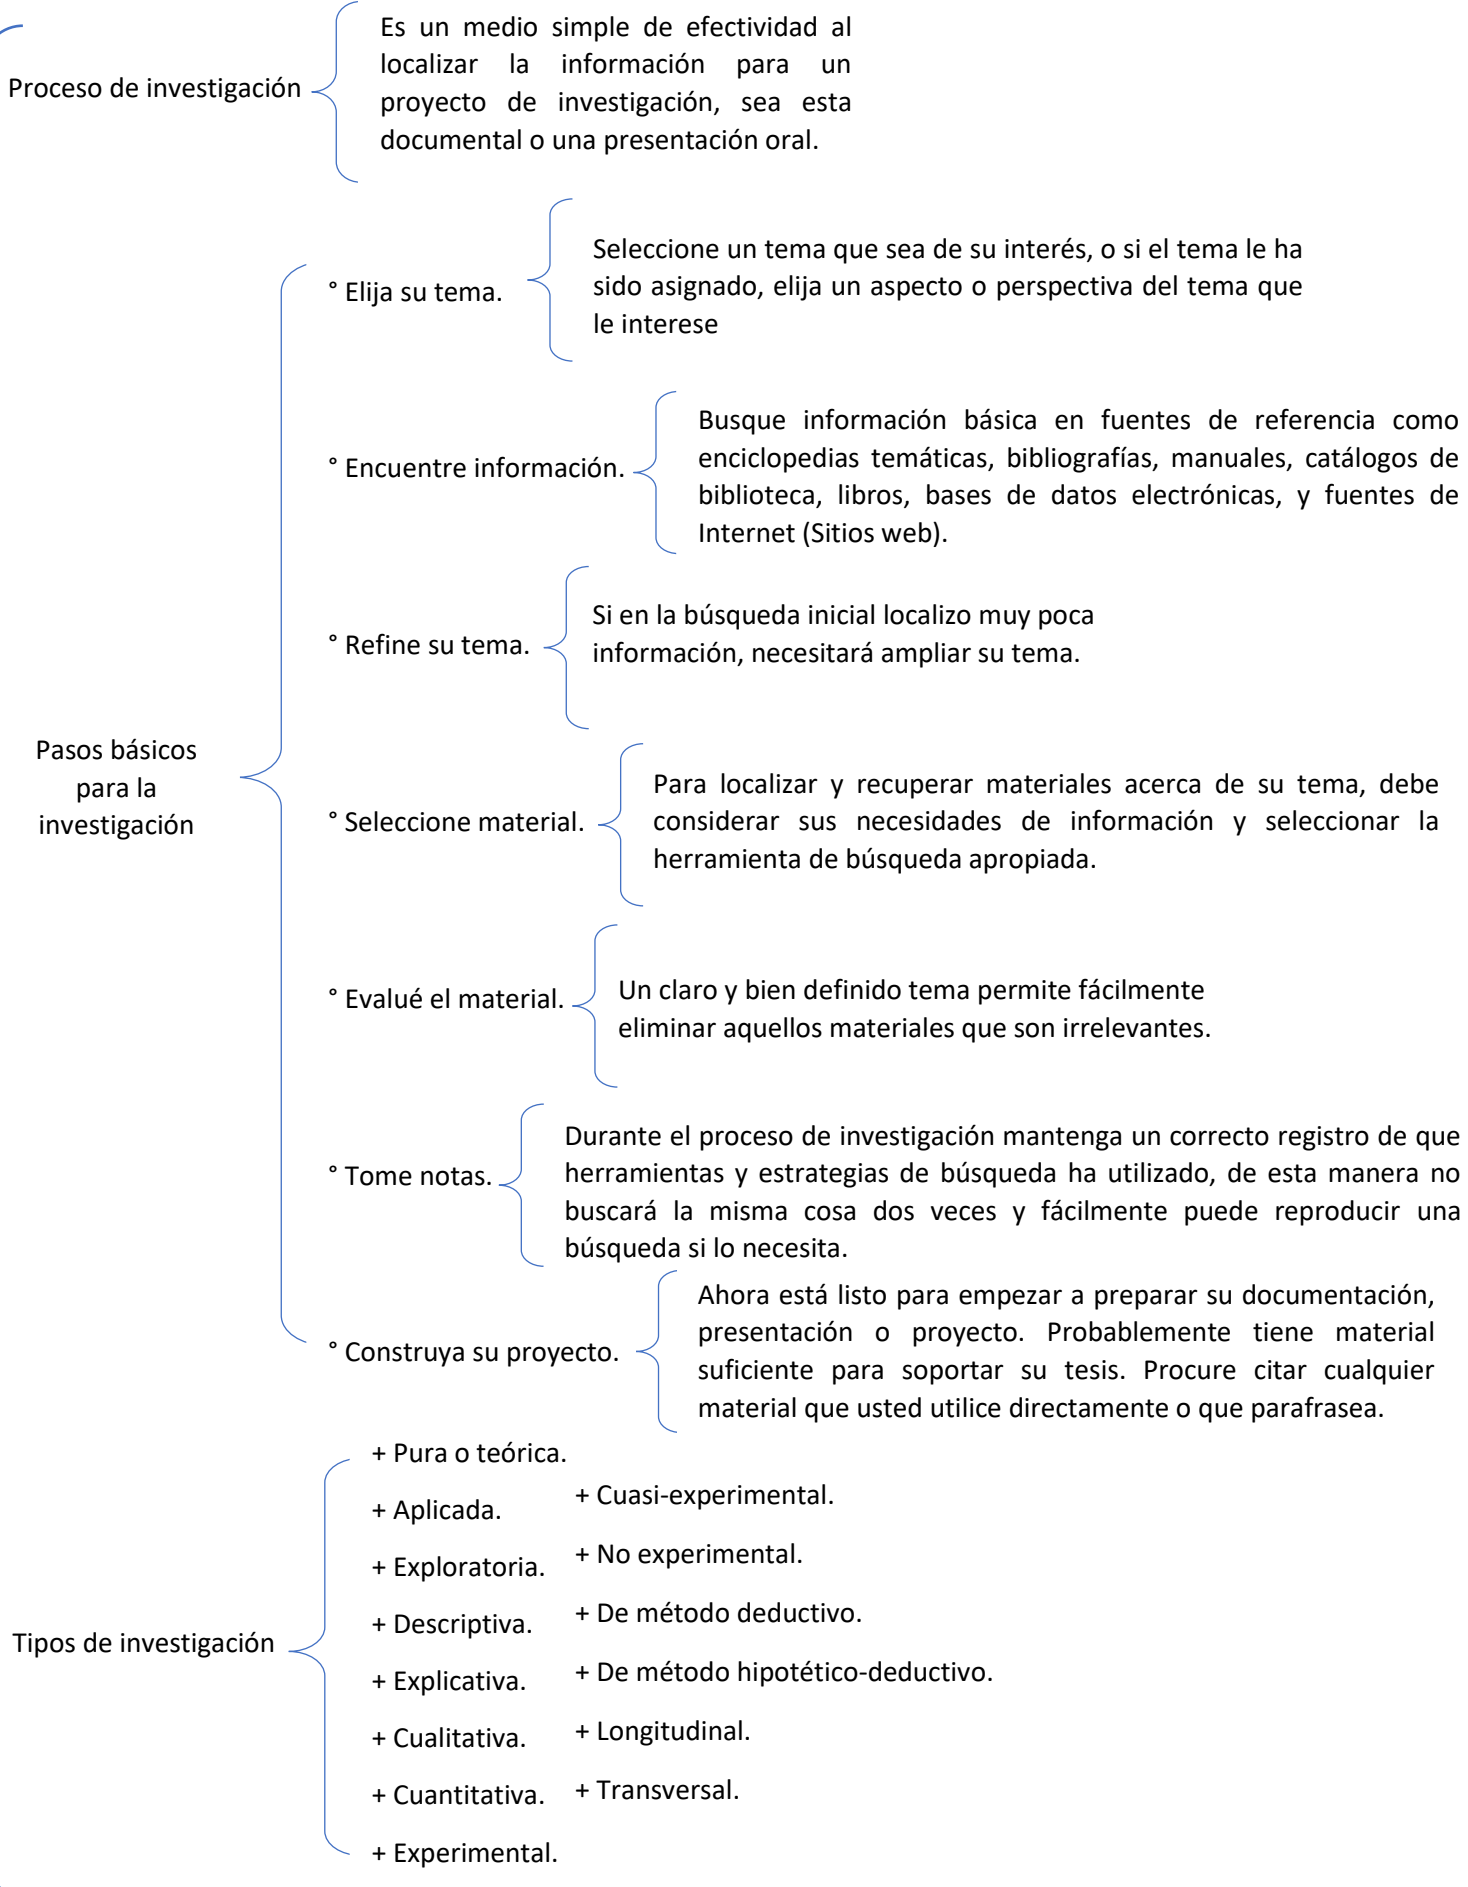 Proceso de investigación
Es un medio simple de efectividad al
localizar la información para un
proyecto de investigación, sea esta
documental o una presentación oral.
Pasos básicos
para la
investigación
° Elija su tema.
Seleccione un tema que sea de su interés, o si el tema le ha
sido asignado, elija un aspecto o perspectiva del tema que
le interese
° Encuentre información.
Busque información básica en fuentes de referencia como
enciclopedias temáticas, bibliografías, manuales, catálogos de
biblioteca, libros, bases de datos electrónicas, y fuentes de
Internet (Sitios web).
° Refine su tema.
Si en la búsqueda inicial localizo muy poca
información, necesitará ampliar su tema.
° Seleccione material.
Para localizar y recuperar materiales acerca de su tema, debe
considerar sus necesidades de información y seleccionar la
herramienta de búsqueda apropiada.
° Evalué el material.
Un claro y bien definido tema permite fácilmente
eliminar aquellos materiales que son irrelevantes.
° Tome notas.
Durante el proceso de investigación mantenga un correcto registro de que
herramientas y estrategias de búsqueda ha utilizado, de esta manera no
buscará la misma cosa dos veces y fácilmente puede reproducir una
búsqueda si lo necesita.
° Construya su proyecto.
Ahora está listo para empezar a preparar su documentación,
presentación o proyecto. Probablemente tiene material
suficiente para soportar su tesis. Procure citar cualquier
material que usted utilice directamente o que parafrasea.
Tipos de investigación
+ Pura o teórica.
+ Aplicada.
+ Exploratoria.
+ Descriptiva.
+ Explicativa.
+ Cualitativa.
+ Cuantitativa.
+ Experimental.
+ Cuasi-experimental.
+ No experimental.
+ De método deductivo.
+ De método hipotético-deductivo.
+ Longitudinal.
+ Transversal.